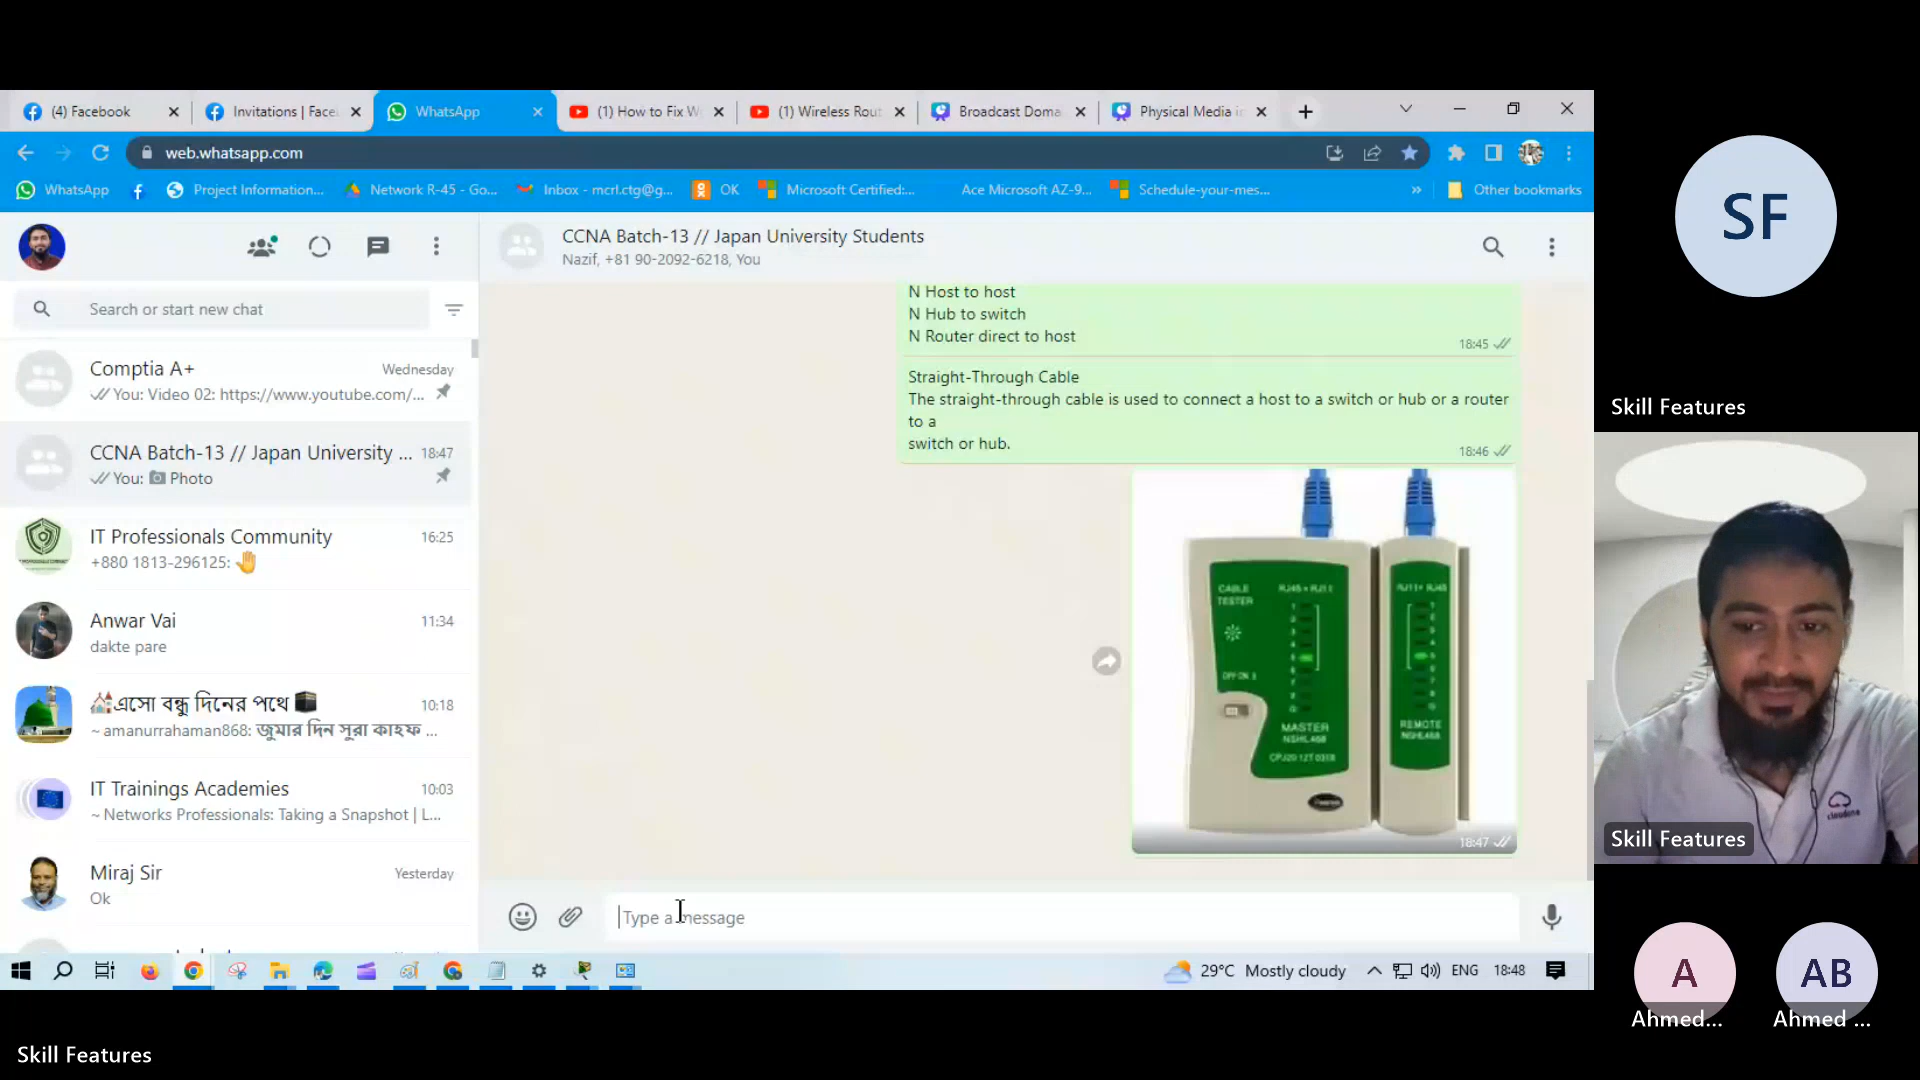 (4) Facebook
Invitations | Face
WhatsApp
(1) How to Fix W
(1) Wireless Rout
Broadcast Doma
Physical Media i
web.whatsapp.com
WhatsApp
Project Information...
Network R-45 - Go...
Inbox - mcrl.ctg@g...
OK
Microsoft Certified:...
Ace Microsoft AZ-9...
Schedule-your-mes...
»
Other bookmarks
CCNA Batch-13 // Japan University Students
Nazif, +81 90-2092-6218, You
Search or start new chat
Comptia A+
Wednesday
You: Video 02: https://www.youtube.com/...
CCNA Batch-13 // Japan University ...
18:47
You: Photo
IT Professionals Community
16:25
+880 1813-296125: 🤚
Anwar Vai
11:34
dakte pare
🕌এসো বন্ধু দিনের পথে 🕋
10:18
~ amanurrahaman868: জুমার দিন সুরা কাহফ ...
IT Trainings Academies
10:03
~ Networks Professionals: Taking a Snapshot | L...
Miraj Sir
Yesterday
Ok
N Host to host
N Hub to switch
N Router direct to host
18:45
Straight-Through Cable
The straight-through cable is used to connect a host to a switch or hub or a router
to a
switch or hub.
18:46
CABLE
TESTER
RJ45 + RJ11
RJ11+ RJ45
MASTER
NSHL468
REMOTE
NSHL468
18:47
Type a message
29°C Mostly cloudy
ENG
18:48
SF
Skill Features
cloudone
Skill Features
A
Ahmed...
AB
Ahmed ...
Skill Features